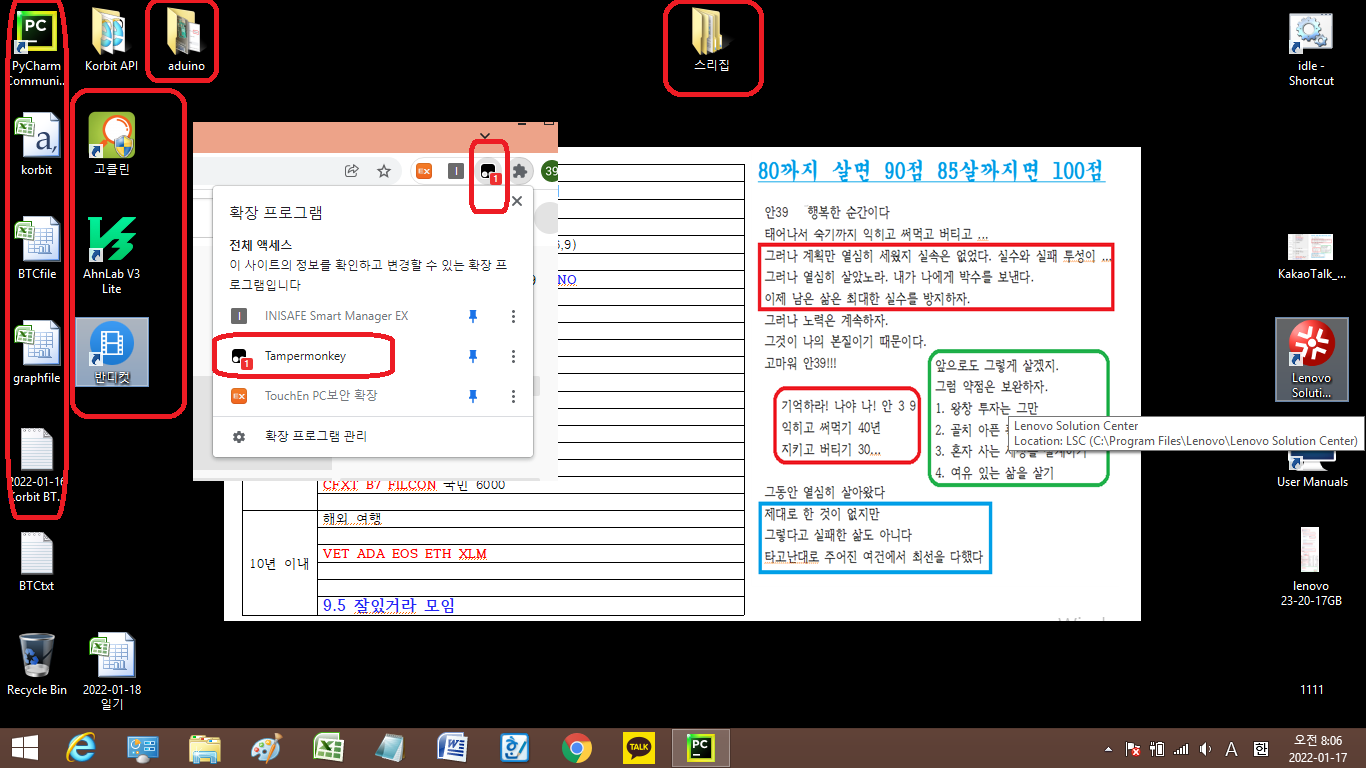 PyCharm
Communi...
Korbit API
aduino
스리집
idle -
Shortcut
korbit
고클린
BTCfile
AhnLab V3
Lite
graphfile
반디컷
2022-01-16
Korbit BT...
BTCtxt
Recycle Bin
2022-01-18
일기
39
확장 프로그램
전체 액세스
이 사이트의 정보를 확인하고 변경할 수 있는 확장 프
로그램입니다
INISAFE Smart Manager EX
Tampermonkey
TouchEn PC보안 확장
확장 프로그램 관리
,9)
9 NO
CFXT B7 FILCON 국민 6000
해외 여행
10년 이내
VET ADA EOS ETH XLM
9.5 잘있거라 모임
80까지 살면 90점 85살까지면 100점
안39 행복한 순간이다
태어나서 숙기까지 익히고 써먹고 버티고 ...
그러나 계획만 열심히 세웠지 실속은 없었다. 실수와 실패 투성이 ...
그러나 열심히 살았노라. 내가 나에게 박수를 보낸다.
이제 남은 삶은 최대한 실수를 방지하자.
그러나 노력은 계속하자.
그것이 나의 본질이기 때문이다.
고마워 안39!!!
기억하라! 나야 나! 안 3 9
익히고 써먹기 40년
지키고 버티기 30...
앞으로도 그렇게 살겠지.
그럼 약점은 보완하자.
1. 왕창 투자는 그만
2. 골치 아픈
3. 혼자 사는
4. 여유 있는 삶을 살기
그동안 열심히 살아왔다
제대로 한 것이 없지만
그렇다고 실패한 삶도 아니다
타고난대로 주어진 여건에서 최선을 다했다
KakaoTalk_...
Lenovo
Soluti...
Lenovo Solution Center
Location: LSC (C:\Program Files\Lenovo\Lenovo Solution Center)
User Manuals
lenovo
23-20-17GB
1111
TALK
PC
A
한
오전 8:06
2022-01-17